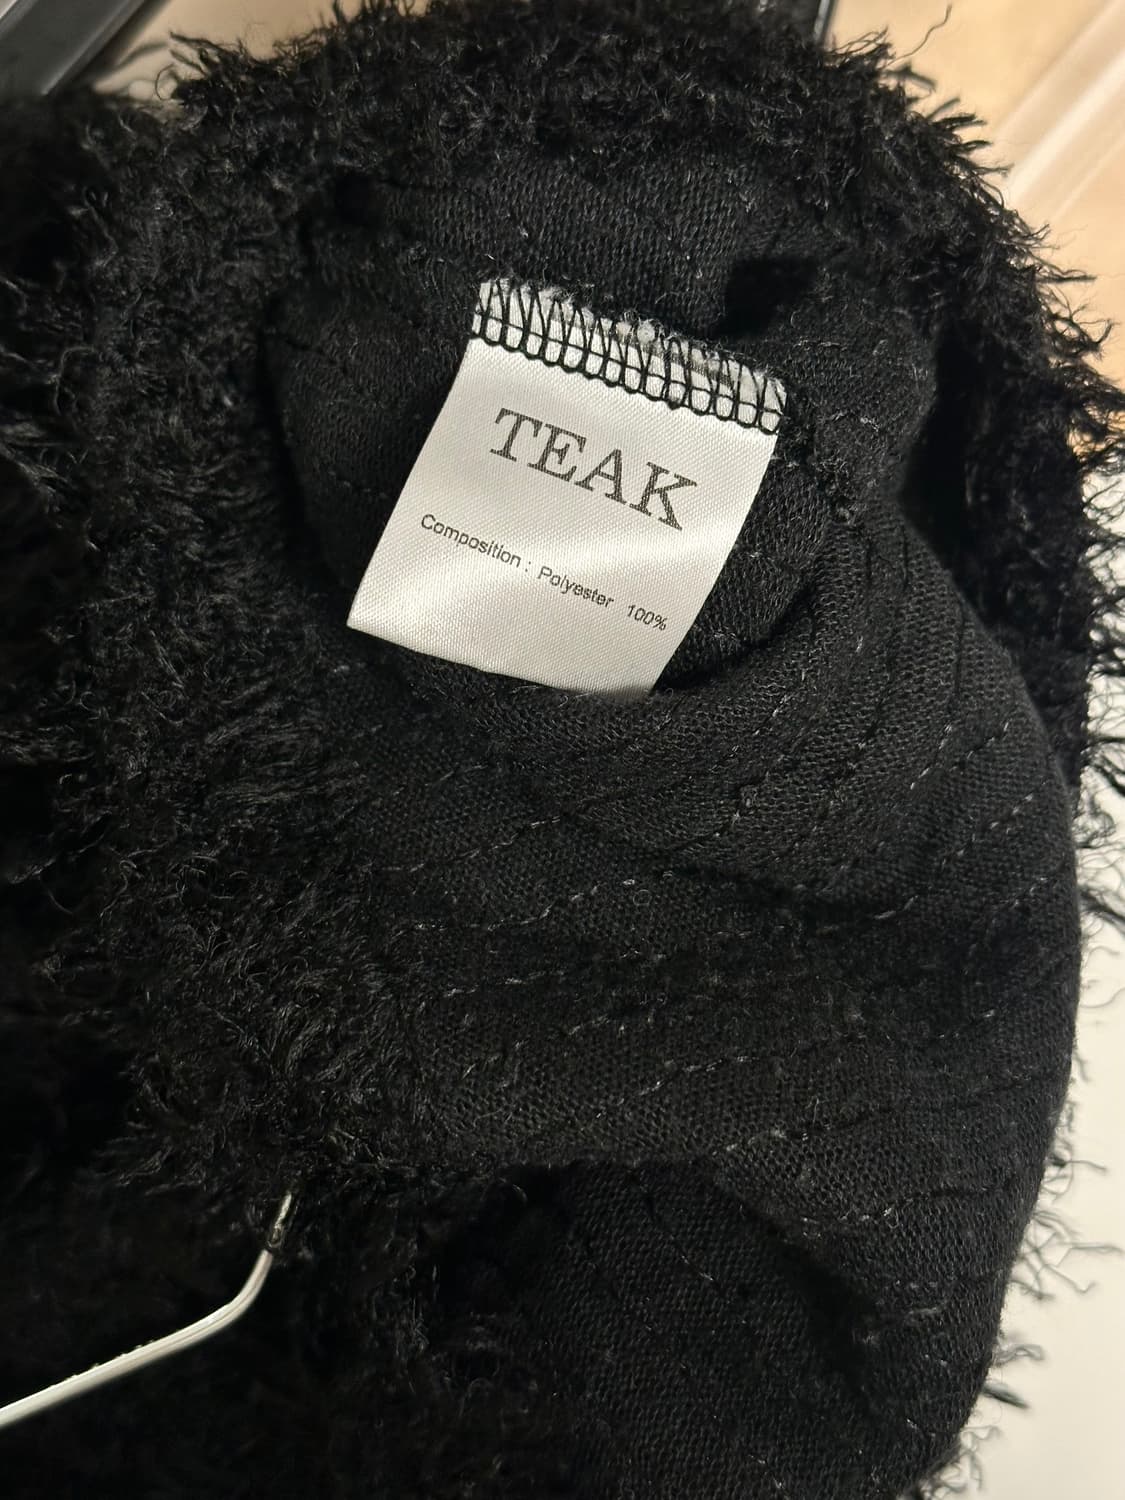 TEAK
Composition : Polyester 100%